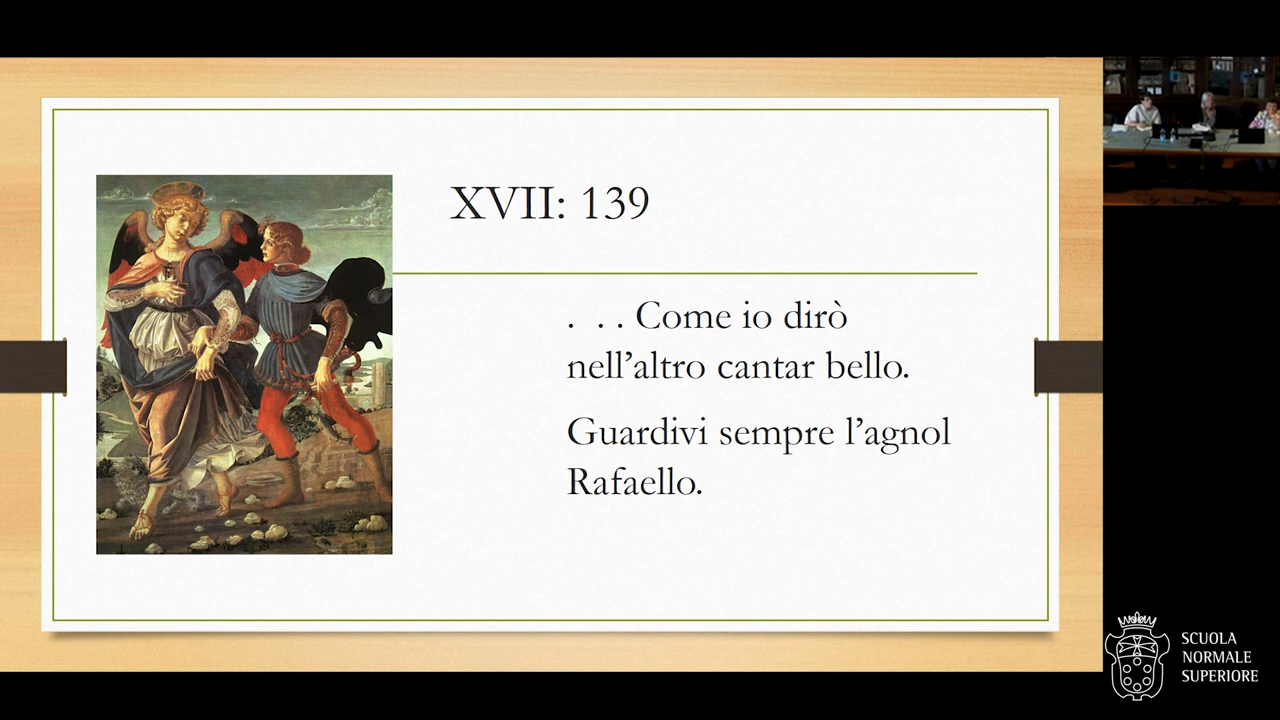 XVII: 139
. . . Come io dirò
nell’altro cantar bello.
Guardivi sempre l’agnol
Rafaello.
SCUOLA
NORMALE
SUPERIORE